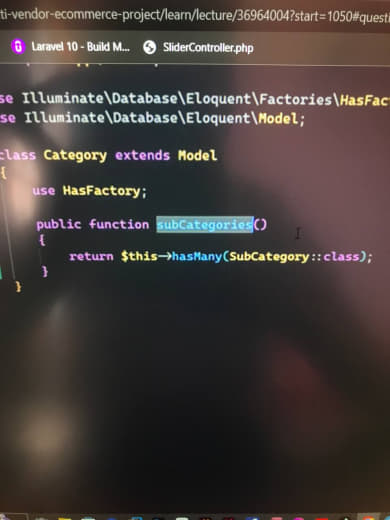 ti-vendor-ecommerce-project/learn/lecture/36964004?start=1050#questi
Laravel 10 - Build M... SliderController.php
se Illuminate\Database\Eloquent\Factories\HasFac
se Illuminate\Database\Eloquent\Model;
class Category extends Model
{
use HasFactory;
public function subCategories()
{
return $this→hasMany(SubCategory::class);
}
}